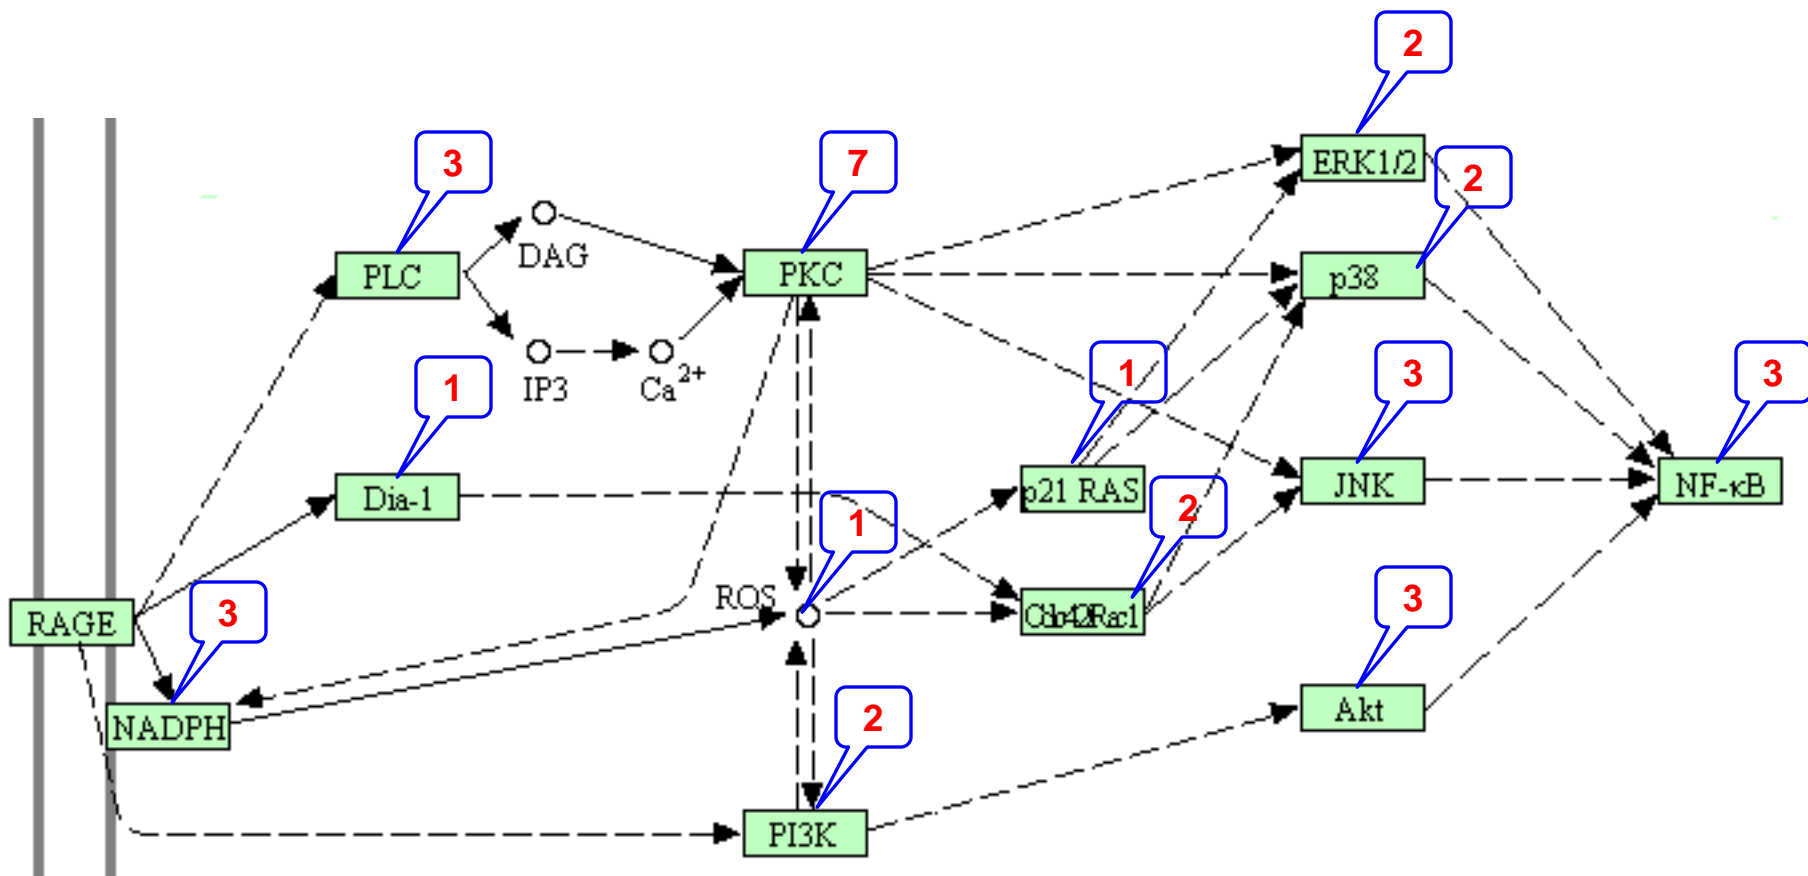 2
3
7
ERK1/2
2
DAG
PLC
PKC
p38
IP3
Ca2+
1
1
3
3
Dia-1
p21 RAS
JNK
NF-κB
1
2
ROS
3
3
RAGE
Akt
NADPH
2
PI3K